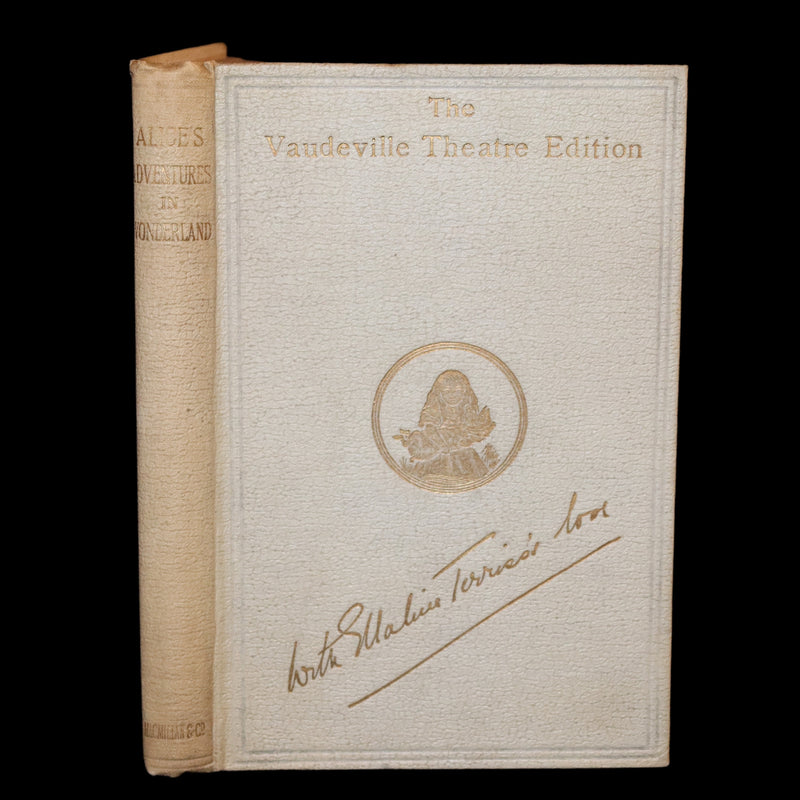 ALICE'S
ADVENTURES
IN
WONDERLAND
MACMILLAN & Co
The
Vaudeville Theatre Edition
With Ellaline Terriss's love